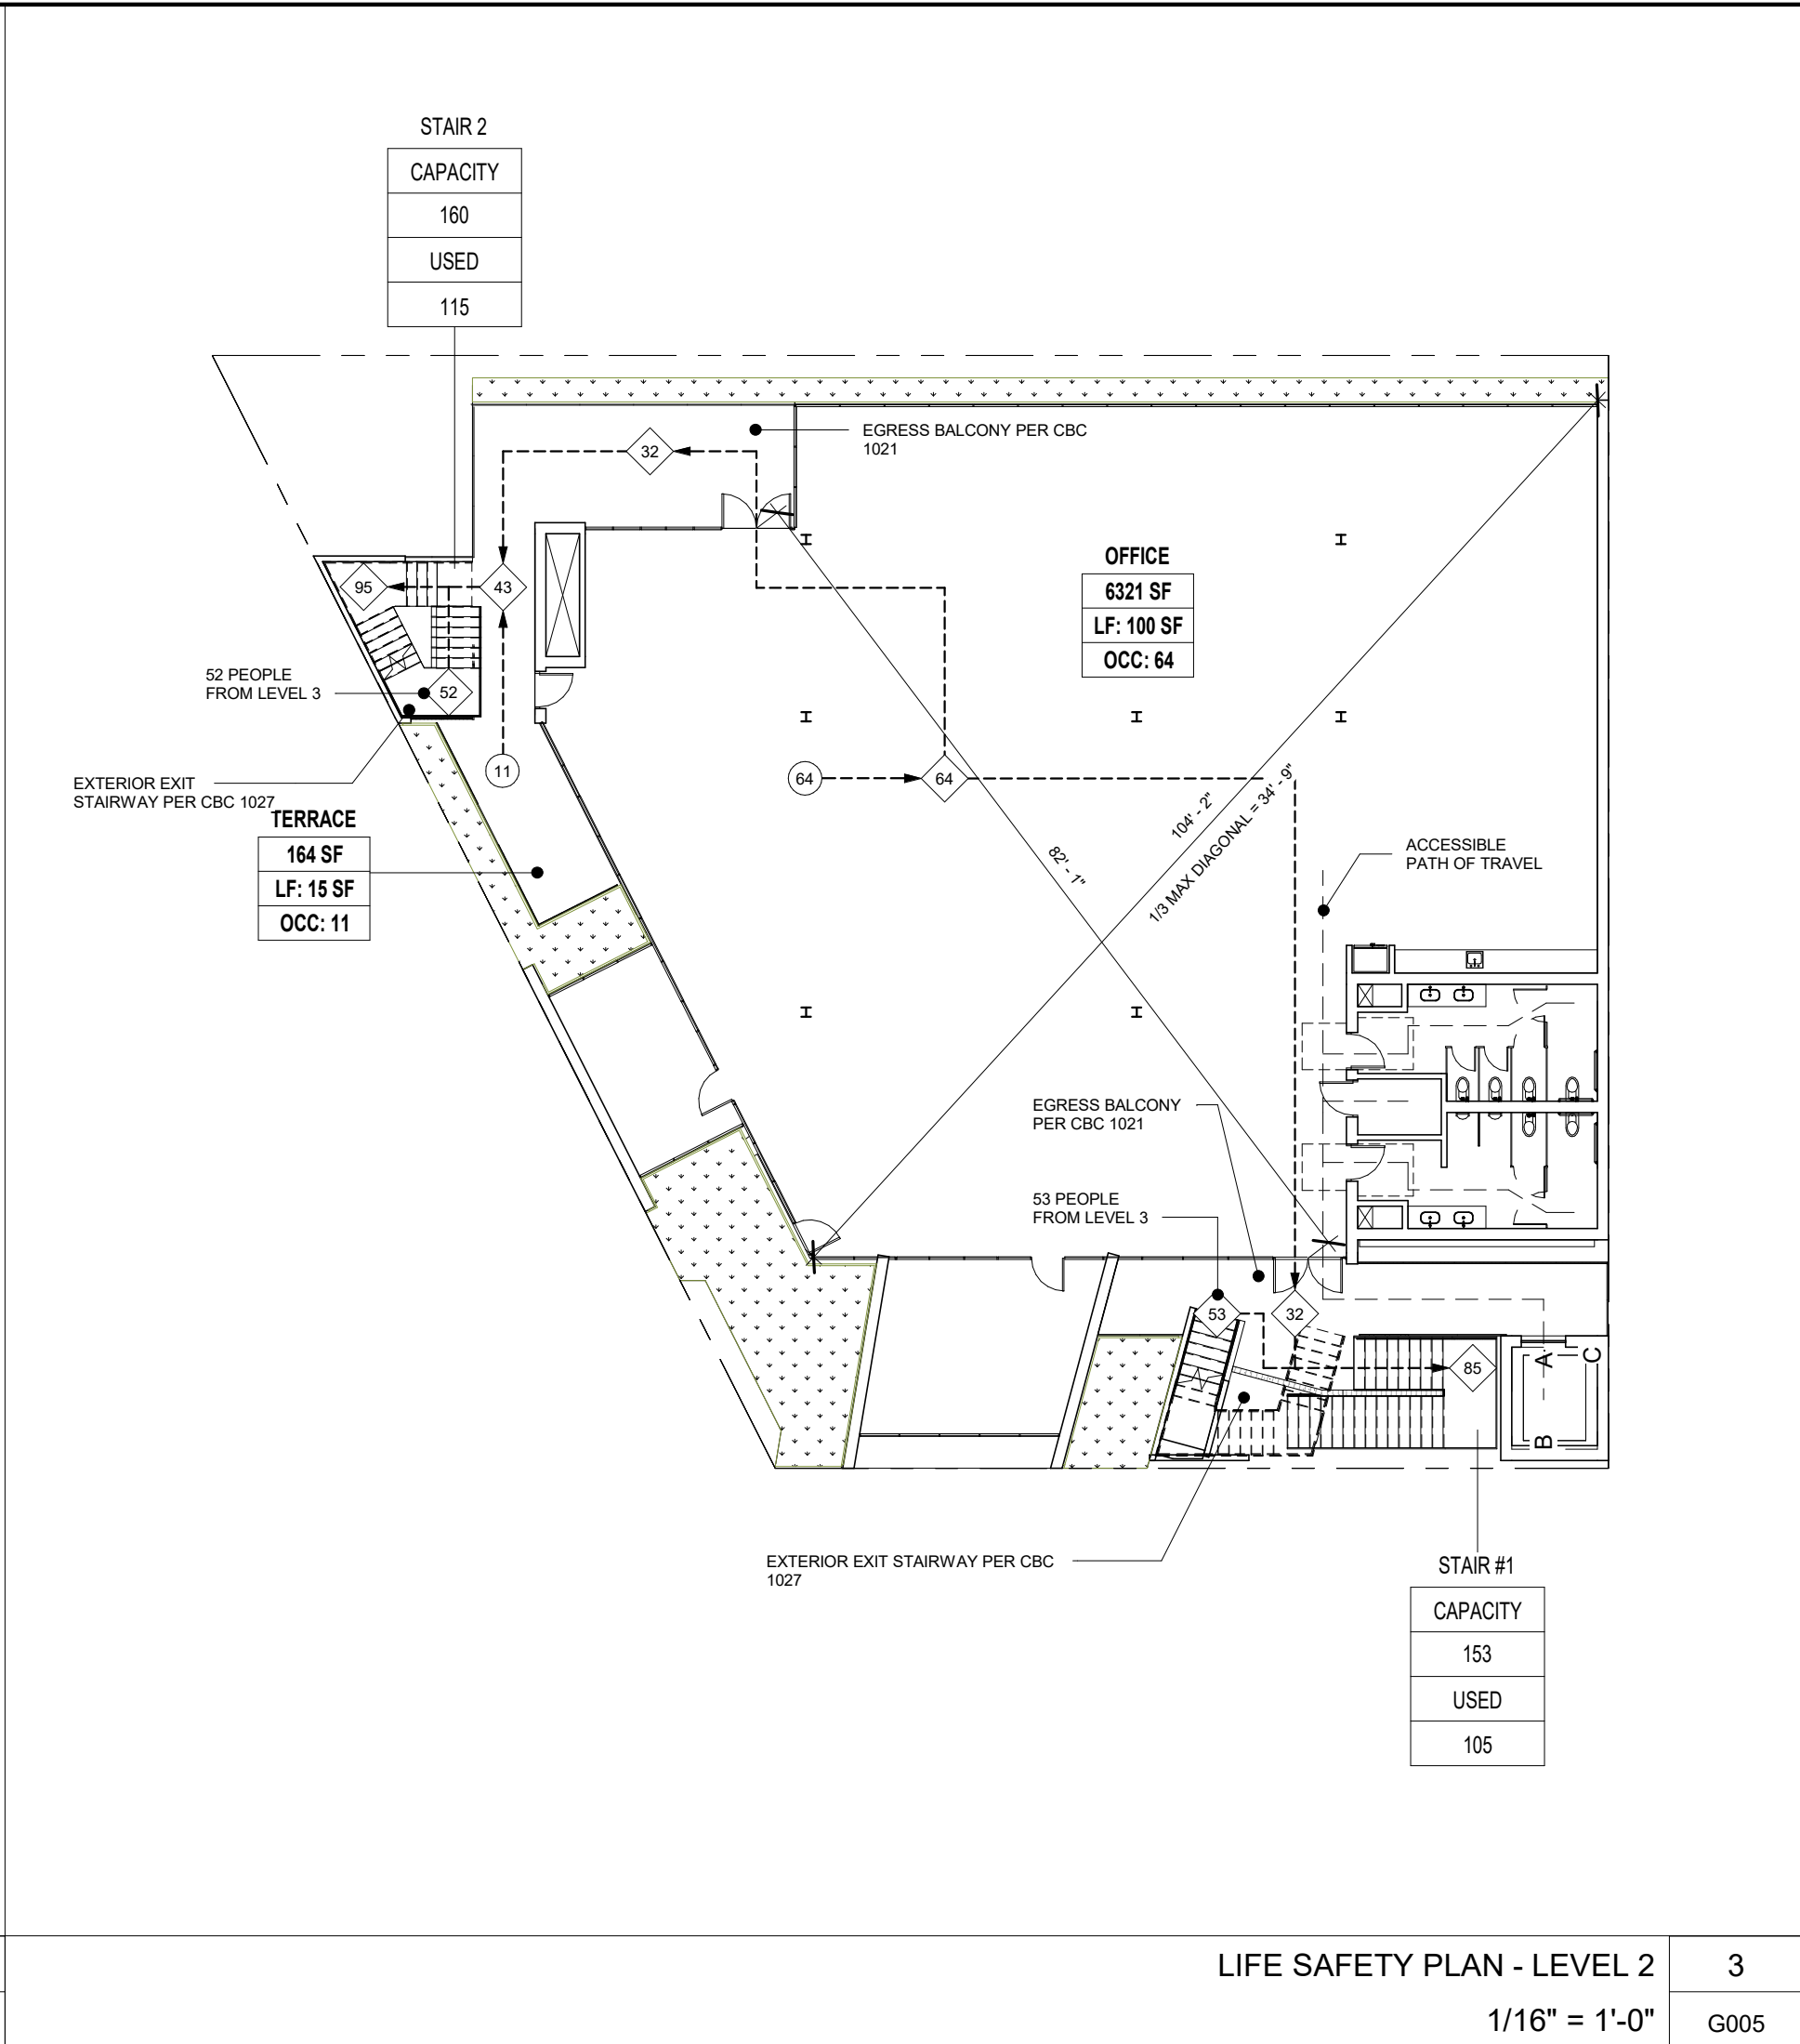 STAIR 2
CAPACITY
160
USED
115
EGRESS BALCONY PER CBC
1021
32
OFFICE
6321 SF
LF: 100 SF
OCC: 64
95
43
52 PEOPLE
FROM LEVEL 3
52
11
64
64
EXTERIOR EXIT
STAIRWAY PER CBC 1027
TERRACE
164 SF
LF: 15 SF
OCC: 11
104' - 2"
1/3 MAX DIAGONAL = 34' - 9"
82' - 1"
ACCESSIBLE
PATH OF TRAVEL
EGRESS BALCONY
PER CBC 1021
53 PEOPLE
FROM LEVEL 3
53
32
85
A
C
B
EXTERIOR EXIT STAIRWAY PER CBC
1027
STAIR #1
CAPACITY
153
USED
105
LIFE SAFETY PLAN - LEVEL 2
3
1/16" = 1'-0"
G005